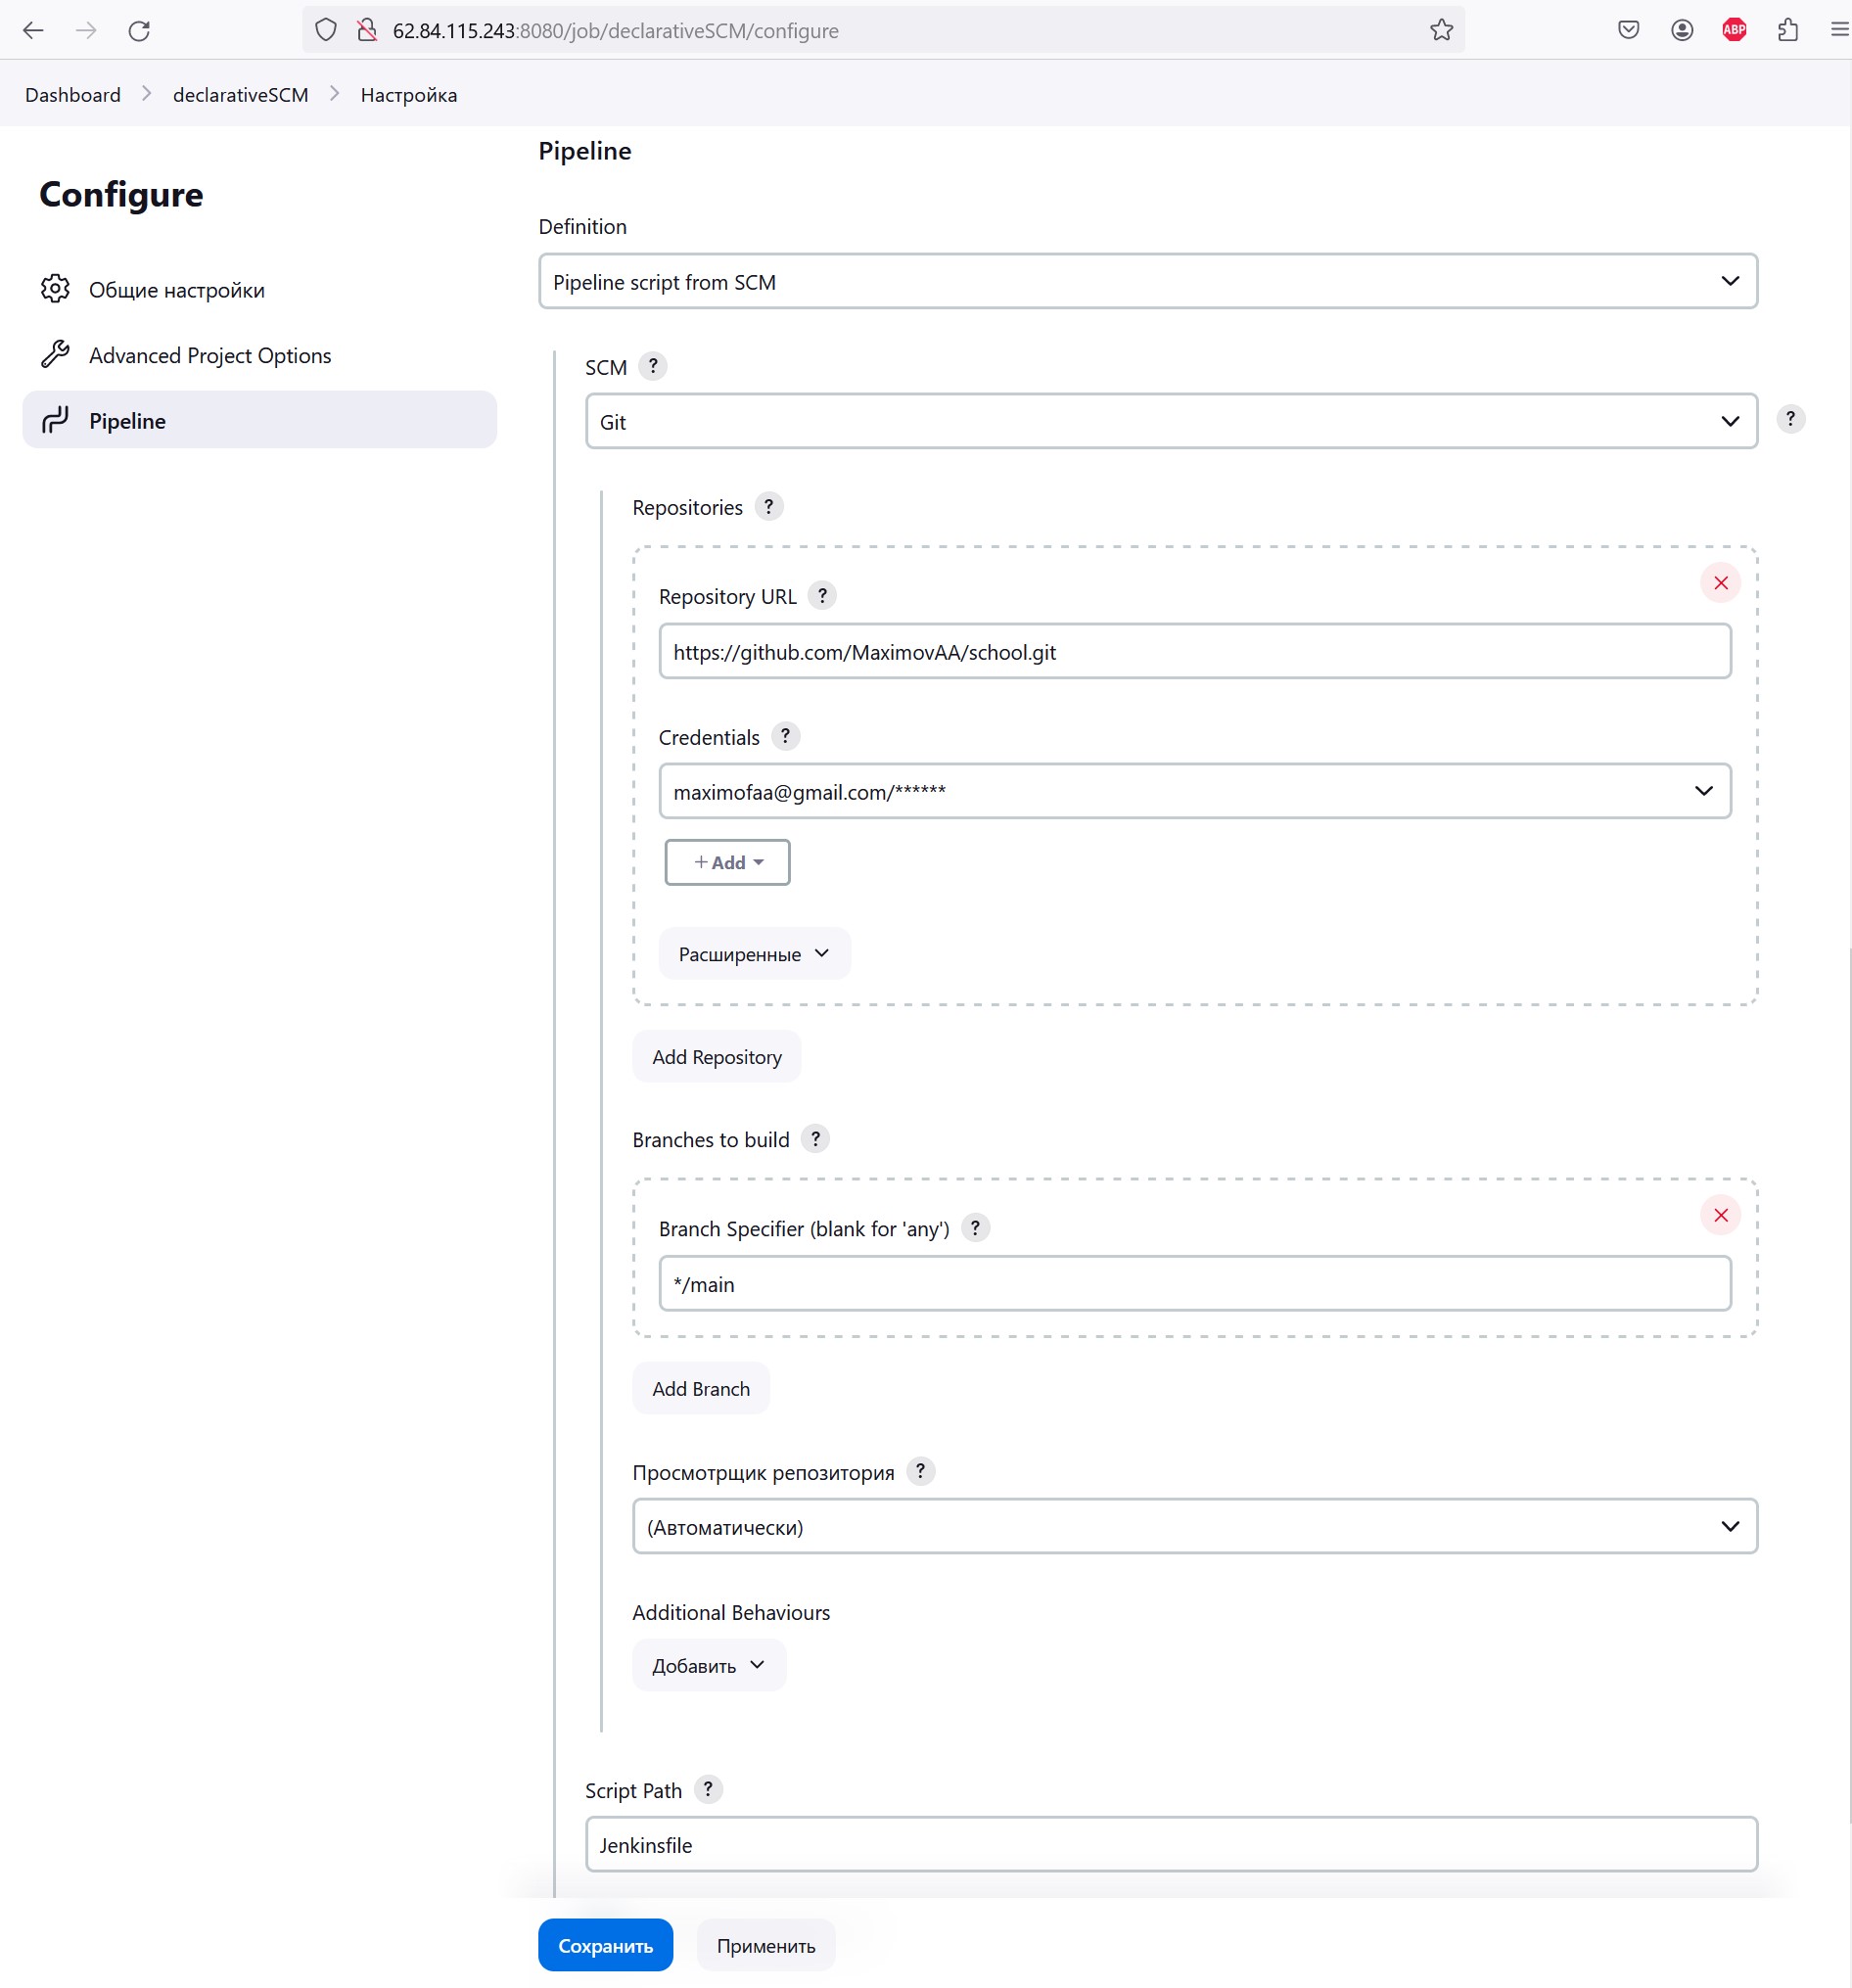 62.84.115.243:8080/job/declarativeSCM/configure
ABP
Dashboard > declarativeSCM > Настройка
Configure
Общие настройки
Advanced Project Options
Pipeline
Pipeline
Definition
Pipeline script from SCM
SCM ?
Git
?
Repositories ?
Repository URL ?
https://github.com/MaximovAA/school.git
Credentials ?
maximofaa@gmail.com/******
+ Add
Расширенные
Add Repository
Branches to build ?
Branch Specifier (blank for 'any') ?
*/main
Add Branch
Просмотрщик репозитория ?
(Автоматически)
Additional Behaviours
Добавить
Script Path ?
Jenkinsfile
Сохранить Применить